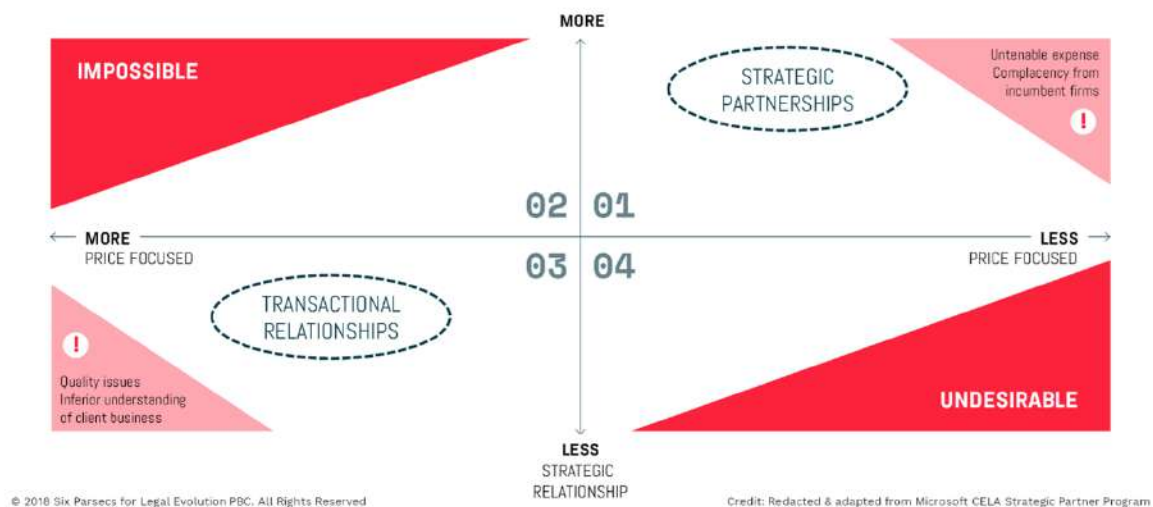 MORE
IMPOSSIBLE
STRATEGIC
PARTNERSHIPS
Untenable expense
Complacency from
incumbent firms
!
02 01
MORE
PRICE FOCUSED
LESS
PRICE FOCUSED
03 04
TRANSACTIONAL
RELATIONSHIPS
!
Quality issues
Inferior understanding
of client business
UNDESIRABLE
LESS
STRATEGIC
RELATIONSHIP
© 2018 Six Parsecs for Legal Evolution PBC. All Rights Reserved
Credit: Redacted & adapted from Microsoft CELA Strategic Partner Program